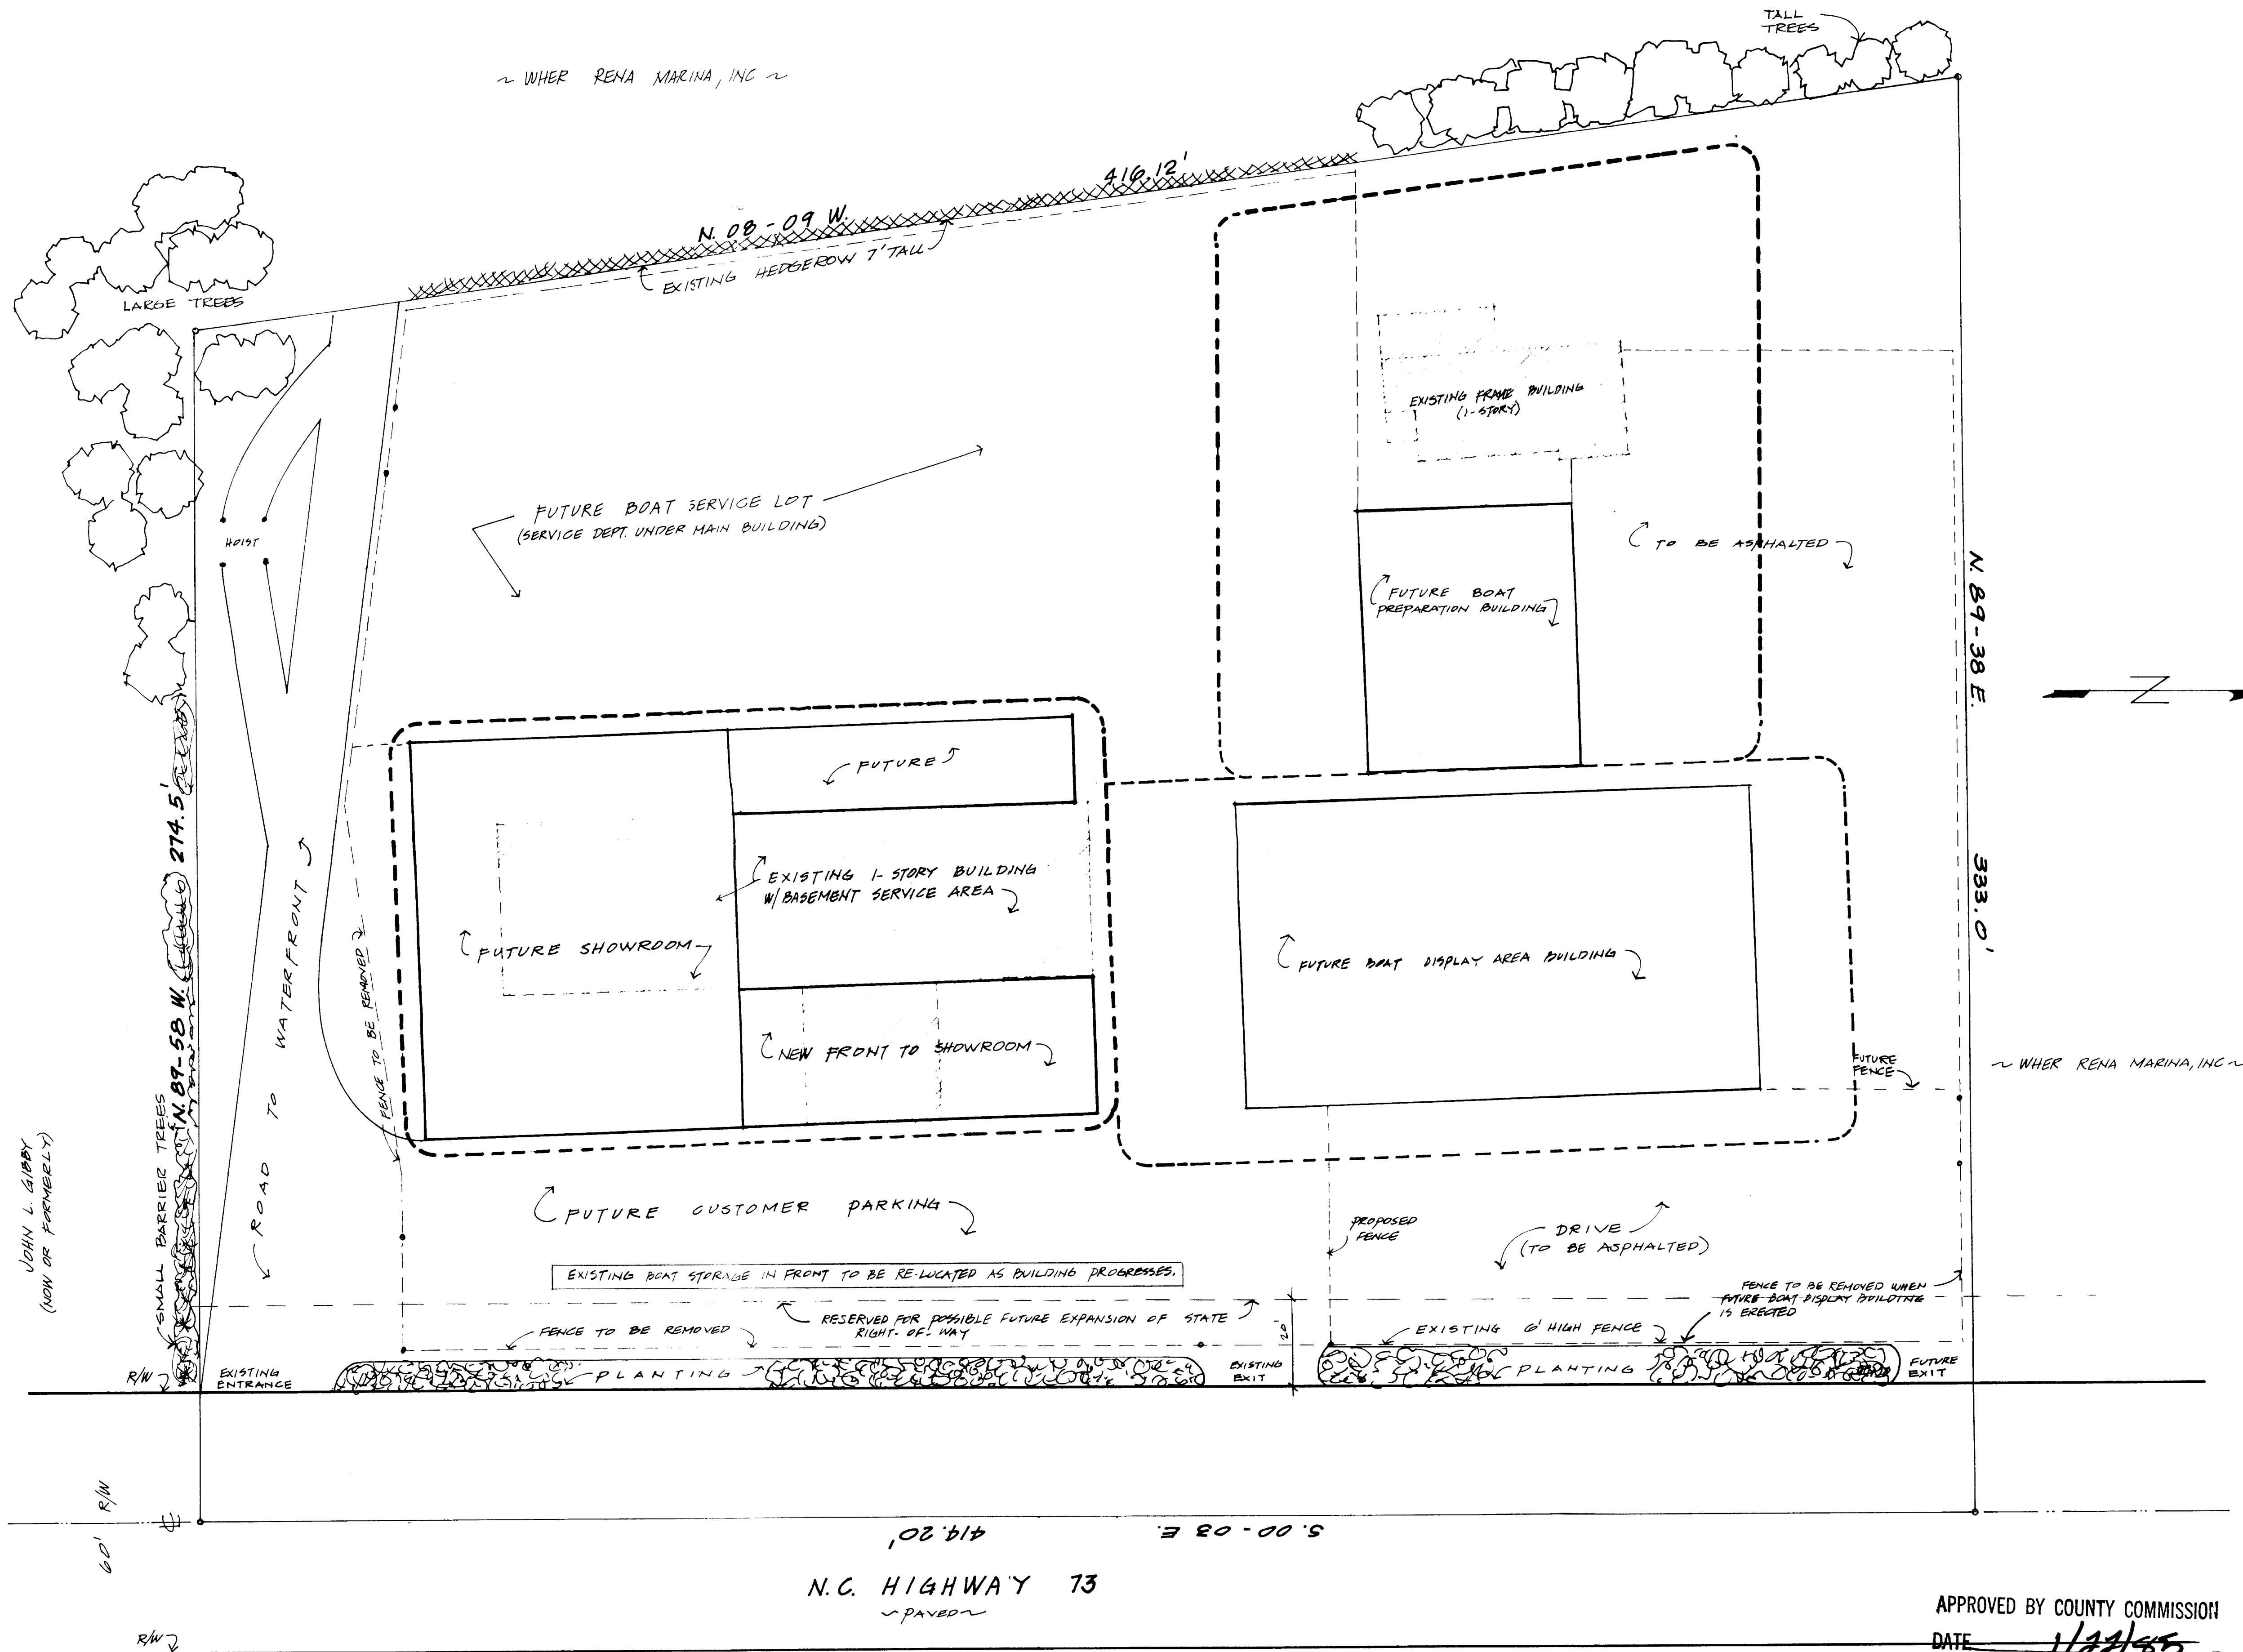 TALL
TREES
~ WHER RENA MARINA, INC ~
416.12'
N. 08-09 W.
EXISTING HEDGEROW 7' TALL
LARGE TREES
EXISTING FRAME BUILDING
(1-STORY)
FUTURE BOAT SERVICE LOT
(SERVICE DEPT. UNDER MAIN BUILDING)
HOIST
TO BE ASPHALTED
N. 89-38 E.
333.0'
FUTURE BOAT
PREPARATION BUILDING
N
FUTURE
EXISTING 1-STORY BUILDING
W/BASEMENT SERVICE AREA
FUTURE SHOWROOM
FUTURE BOAT DISPLAY AREA BUILDING
NEW FRONT TO SHOWROOM
FENCE TO BE REMOVED
ROAD TO WATERFRONT
N. 89-58 W. 274.5'
SMALL BARRIER TREES
JOHN L. GIBBY
(NOW OR FORMERLY)
FUTURE
FENCE
~ WHER RENA MARINA, INC ~
FUTURE CUSTOMER PARKING
PROPOSED
FENCE
DRIVE
(TO BE ASPHALTED)
EXISTING BOAT STORAGE IN FRONT TO BE RE-LOCATED AS BUILDING PROGRESSES.
FENCE TO BE REMOVED WHEN
FUTURE BOAT DISPLAY BUILDING
IS ERECTED
RESERVED FOR POSSIBLE FUTURE EXPANSION OF STATE
RIGHT-OF-WAY
FENCE TO BE REMOVED
20'
EXISTING 6' HIGH FENCE
R/W
EXISTING
ENTRANCE
PLANTING
EXISTING
EXIT
PLANTING
FUTURE
EXIT
60' R/W
414.20'
S. 00-03 E.
N.C. HIGHWAY 73
~ PAVED ~
R/W
APPROVED BY COUNTY COMMISSION
DATE 1/22/85